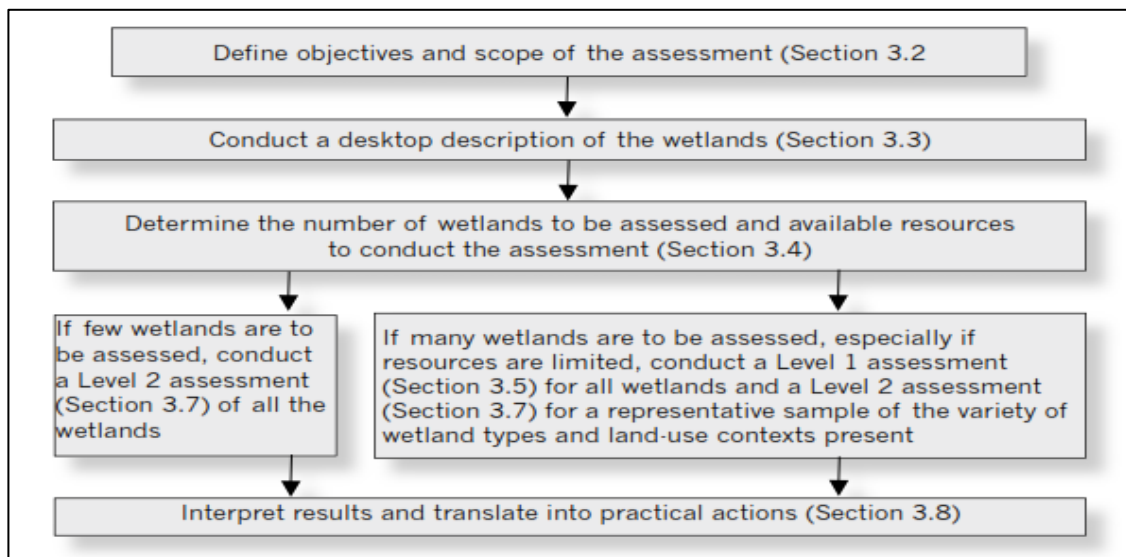 Define objectives and scope of the assessment (Section 3.2
Conduct a desktop description of the wetlands (Section 3.3)
Determine the number of wetlands to be assessed and available resources
to conduct the assessment (Section 3.4)
If few wetlands are to
be assessed, conduct
a Level 2 assessment
(Section 3.7) of all the
wetlands
If many wetlands are to be assessed, especially if
resources are limited, conduct a Level 1 assessment
(Section 3.5) for all wetlands and a Level 2 assessment
(Section 3.7) for a representative sample of the variety of
wetland types and land-use contexts present
Interpret results and translate into practical actions (Section 3.8)